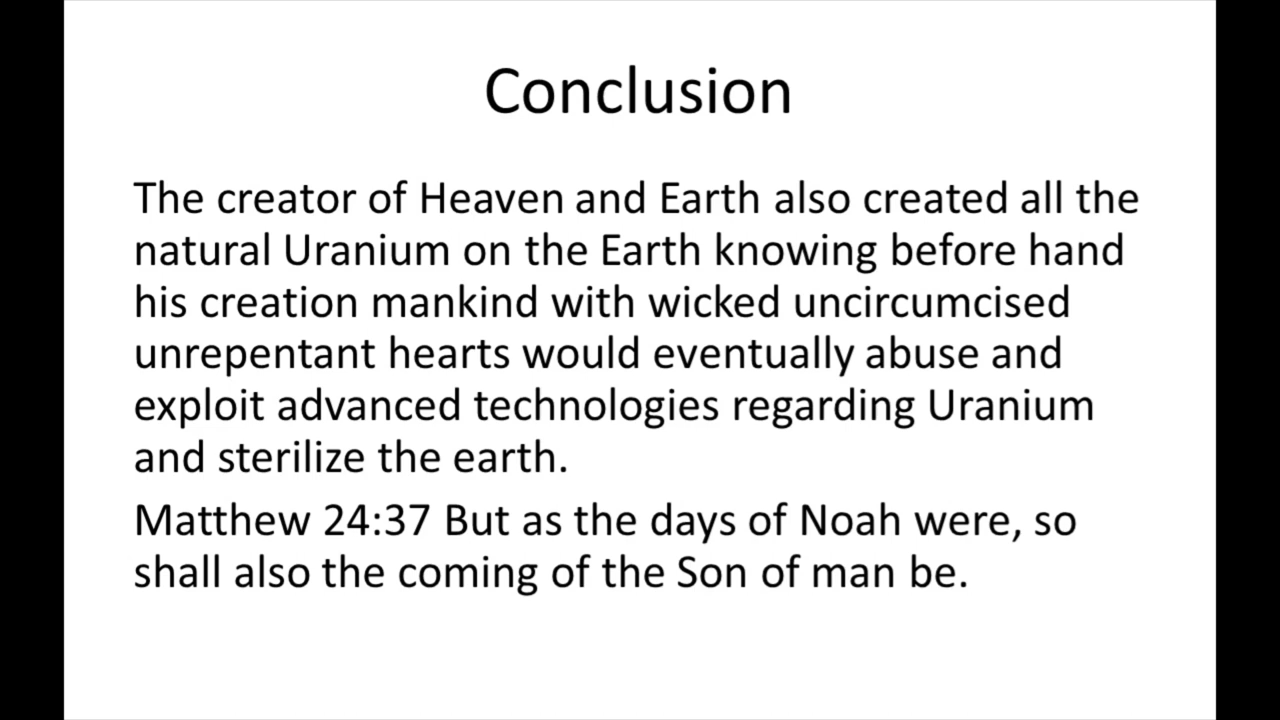 Conclusion
The creator of Heaven and Earth also created all the
natural Uranium on the Earth knowing before hand
his creation mankind with wicked uncircumcised
unrepentant hearts would eventually abuse and
exploit advanced technologies regarding Uranium
and sterilize the earth.
Matthew 24:37 But as the days of Noah were, so
shall also the coming of the Son of man be.